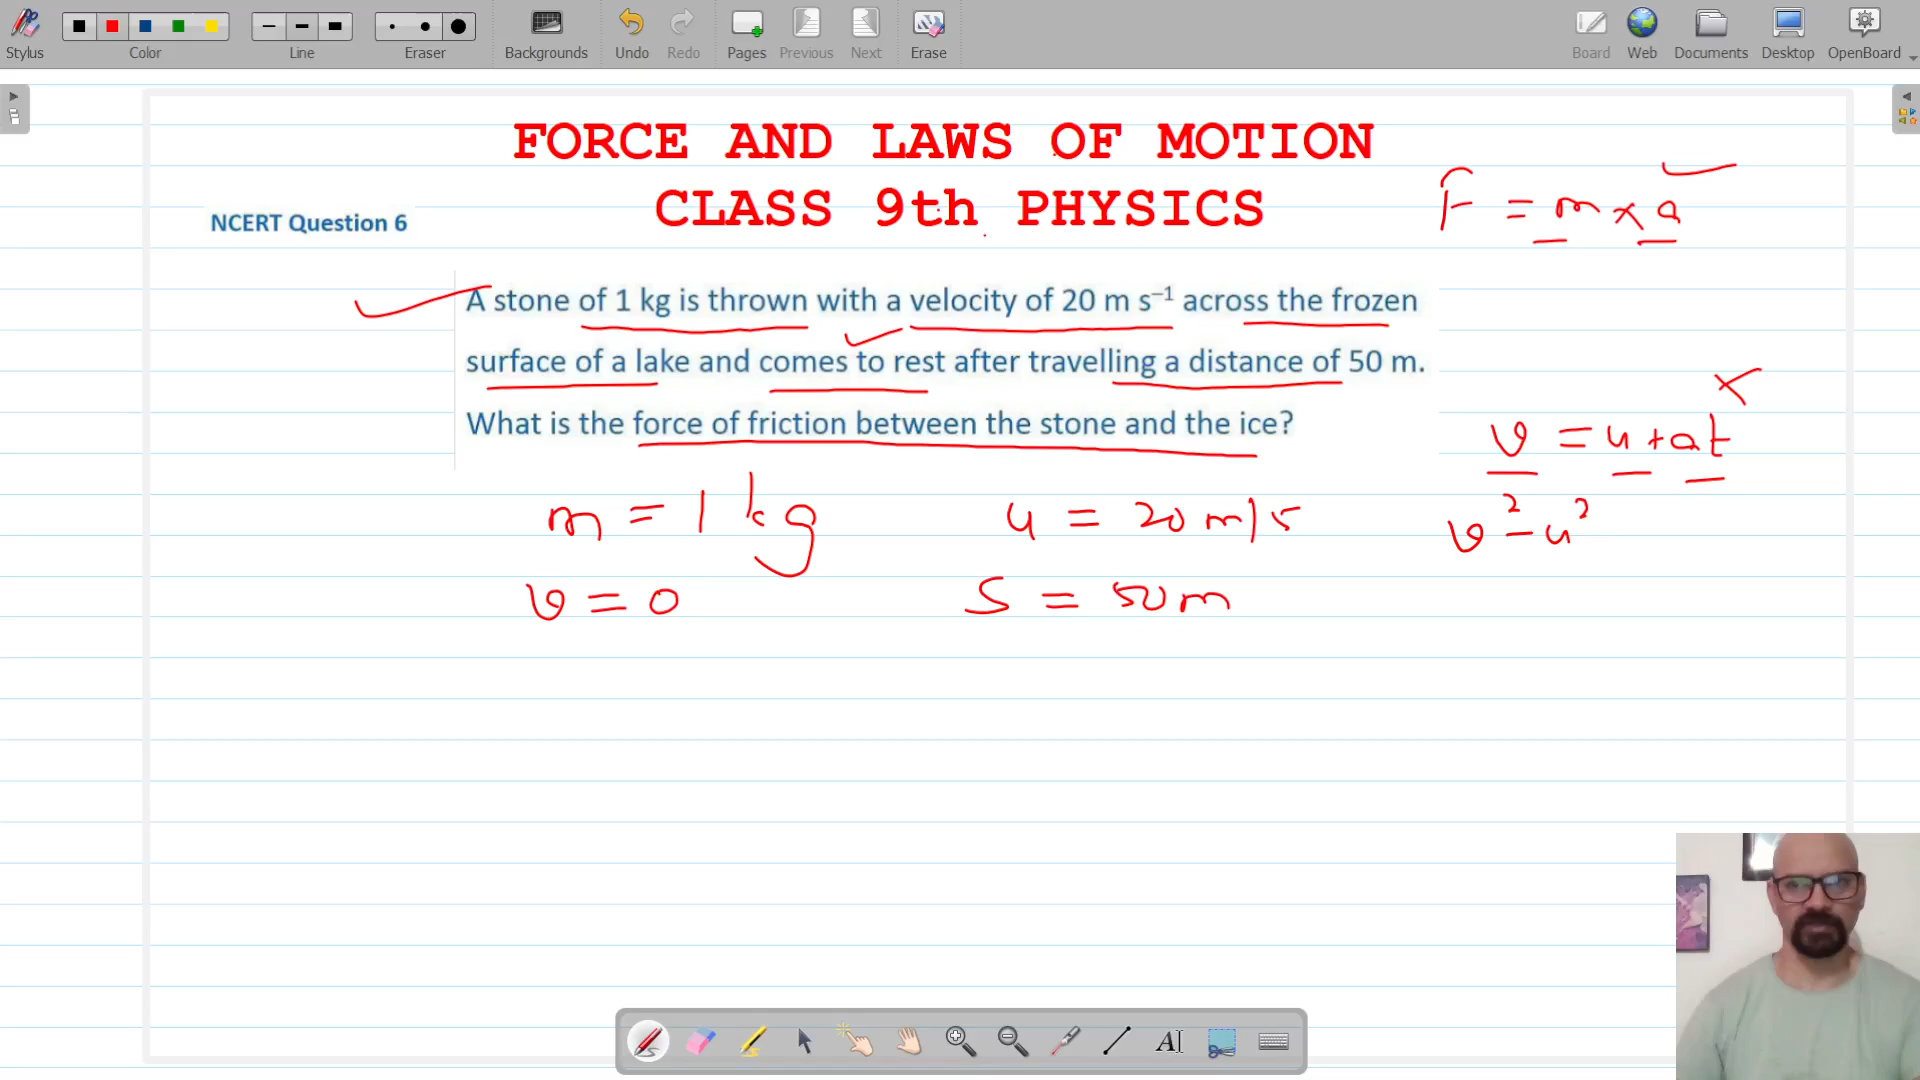 Stylus Color Line Eraser Backgrounds Undo Redo Pages Previous Next Erase Board Web Documents Desktop OpenBoard
FORCE AND LAWS OF MOTION
CLASS 9th PHYSICS
NCERT Question 6
F = m × a
A stone of 1 kg is thrown with a velocity of 20 m s⁻¹ across the frozen
surface of a lake and comes to rest after travelling a distance of 50 m.
What is the force of friction between the stone and the ice?
v = u + at
m = 1 kg u = 20 m/s
v² - u²
v = 0 S = 50 m